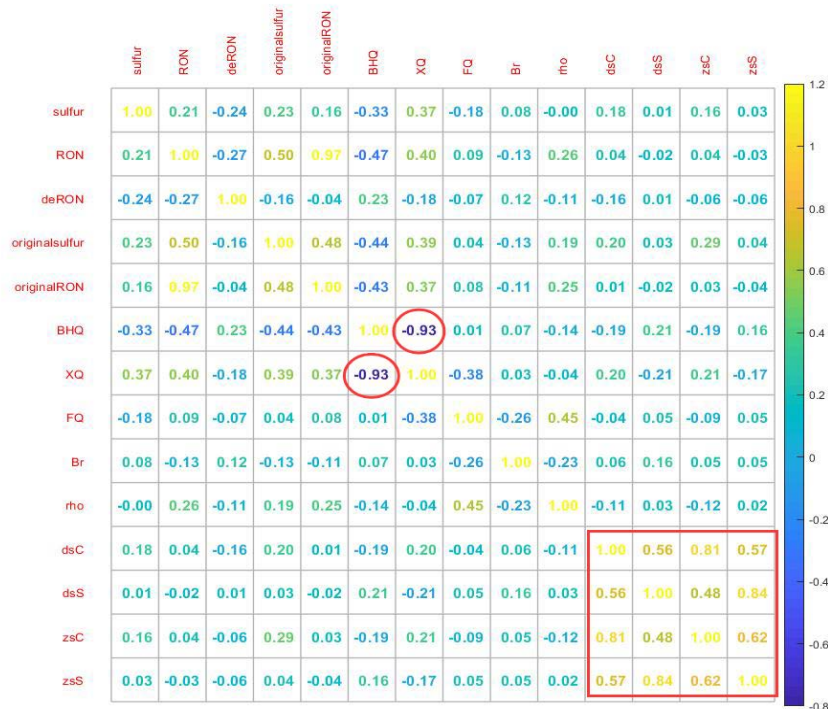 sulfur RON deRON originalsulfur originalRON BHQ XQ FQ Br rho dsC dsS zsC zsS
sulfur 1.00 0.21 -0.24 0.23 0.16 -0.33 0.37 -0.18 0.08 -0.00 0.18 0.01 0.16 0.03
RON 0.21 1.00 -0.27 0.50 0.97 -0.47 0.40 0.09 -0.13 0.26 0.04 -0.02 0.04 -0.03
deRON -0.24 -0.27 1.00 -0.16 -0.04 0.23 -0.18 -0.07 0.12 -0.11 -0.16 0.01 -0.06 -0.06
originalsulfur 0.23 0.50 -0.16 1.00 0.48 -0.44 0.39 0.04 -0.13 0.19 0.20 0.03 0.29 0.04
originalRON 0.16 0.97 -0.04 0.48 1.00 -0.43 0.37 0.08 -0.11 0.25 0.01 -0.02 0.03 -0.04
BHQ -0.33 -0.47 0.23 -0.44 -0.43 1.00 -0.93 0.01 0.07 -0.14 -0.19 0.21 -0.19 0.16
XQ 0.37 0.40 -0.18 0.39 0.37 -0.93 1.00 -0.38 0.03 -0.04 0.20 -0.21 0.21 -0.17
FQ -0.18 0.09 -0.07 0.04 0.08 0.01 -0.38 1.00 -0.26 0.45 -0.04 0.05 -0.09 0.05
Br 0.08 -0.13 0.12 -0.13 -0.11 0.07 0.03 -0.26 1.00 -0.23 0.06 0.16 0.05 0.05
rho -0.00 0.26 -0.11 0.19 0.25 -0.14 -0.04 0.45 -0.23 1.00 -0.11 0.03 -0.12 0.02
dsC 0.18 0.04 -0.16 0.20 0.01 -0.19 0.20 -0.04 0.06 -0.11 1.00 0.56 0.81 0.57
dsS 0.01 -0.02 0.01 0.03 -0.02 0.21 -0.21 0.05 0.16 0.03 0.56 1.00 0.48 0.84
zsC 0.16 0.04 -0.06 0.29 0.03 -0.19 0.21 -0.09 0.05 -0.12 0.81 0.48 1.00 0.62
zsS 0.03 -0.03 -0.06 0.04 -0.04 0.16 -0.17 0.05 0.05 0.02 0.57 0.84 0.62 1.00
1.2
1
0.8
0.6
0.4
0.2
0
-0.2
-0.4
-0.6
-0.8